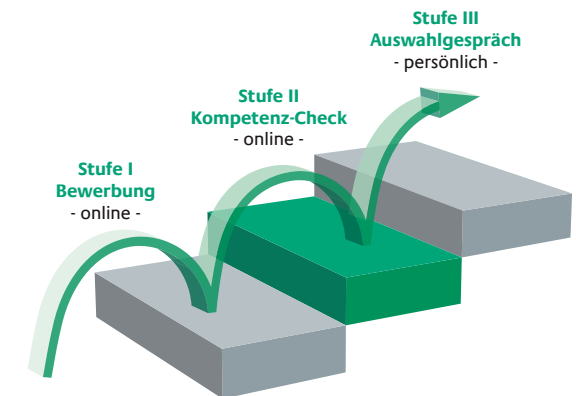 Stufe I
Bewerbung
- online -
Stufe II
Kompetenz-Check
- online -
Stufe III
Auswahlgespräch
- persönlich -